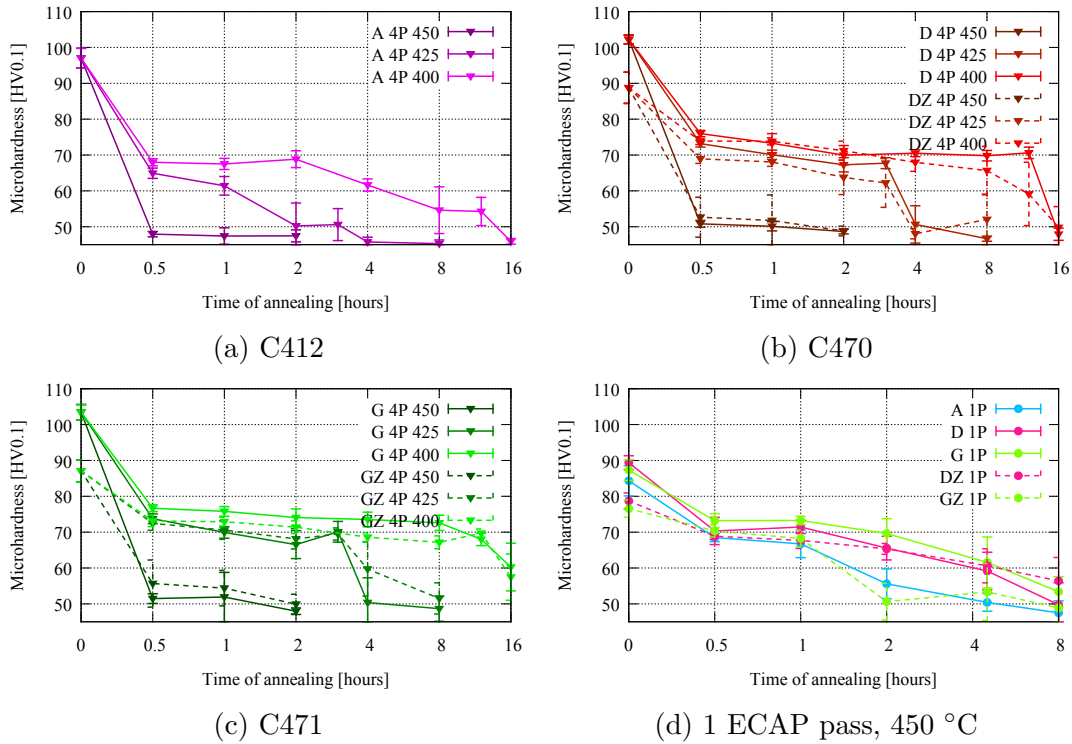 110
100
90
80
70
60
50
0
0.5
1
2
4
8
16
Microhardness [HV0.1]
Time of annealing [hours]
A 4P 450
A 4P 425
A 4P 400
(a) C412
110
100
90
80
70
60
50
0
0.5
1
2
4
8
16
Microhardness [HV0.1]
Time of annealing [hours]
D 4P 450
D 4P 425
D 4P 400
DZ 4P 450
DZ 4P 425
DZ 4P 400
(b) C470
110
100
90
80
70
60
50
0
0.5
1
2
4
8
16
Microhardness [HV0.1]
Time of annealing [hours]
G 4P 450
G 4P 425
G 4P 400
GZ 4P 450
GZ 4P 425
GZ 4P 400
(c) C471
110
100
90
80
70
60
50
0
0.5
1
2
4
8
Microhardness [HV0.1]
Time of annealing [hours]
A 1P
D 1P
G 1P
DZ 1P
GZ 1P
(d) 1 ECAP pass, 450 °C